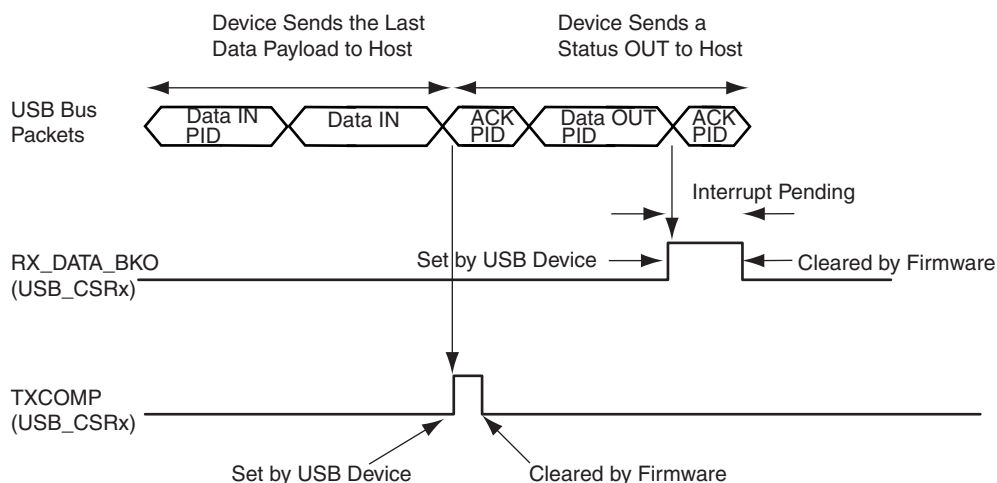 Device Sends the Last
Data Payload to Host
Device Sends a
Status OUT to Host
USB Bus
Packets
Data IN
PID
Data IN
ACK
PID
Data OUT
PID
ACK
PID
Interrupt Pending
RX_DATA_BKO
(USB_CSRx)
Set by USB Device
Cleared by Firmware
TXCOMP
(USB_CSRx)
Set by USB Device
Cleared by Firmware